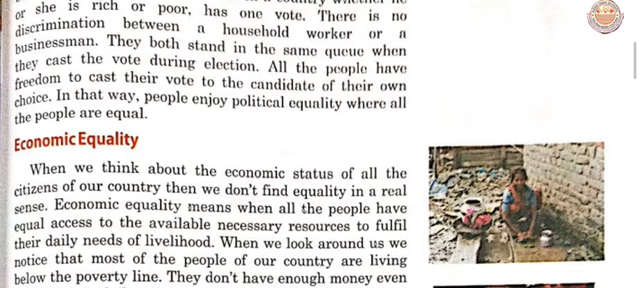 or she is rich or poor, has one vote. There is no
discrimination between a household worker or a
businessman. They both stand in the same queue when
they cast the vote during election. All the people have
freedom to cast their vote to the candidate of their own
choice. In that way, people enjoy political equality where all
the people are equal.
Economic Equality
When we think about the economic status of all the
citizens of our country then we don't find equality in a real
sense. Economic equality means when all the people have
equal access to the available necessary resources to fulfil
their daily needs of livelihood. When we look around us we
notice that most of the people of our country are living
below the poverty line. They don't have enough money even